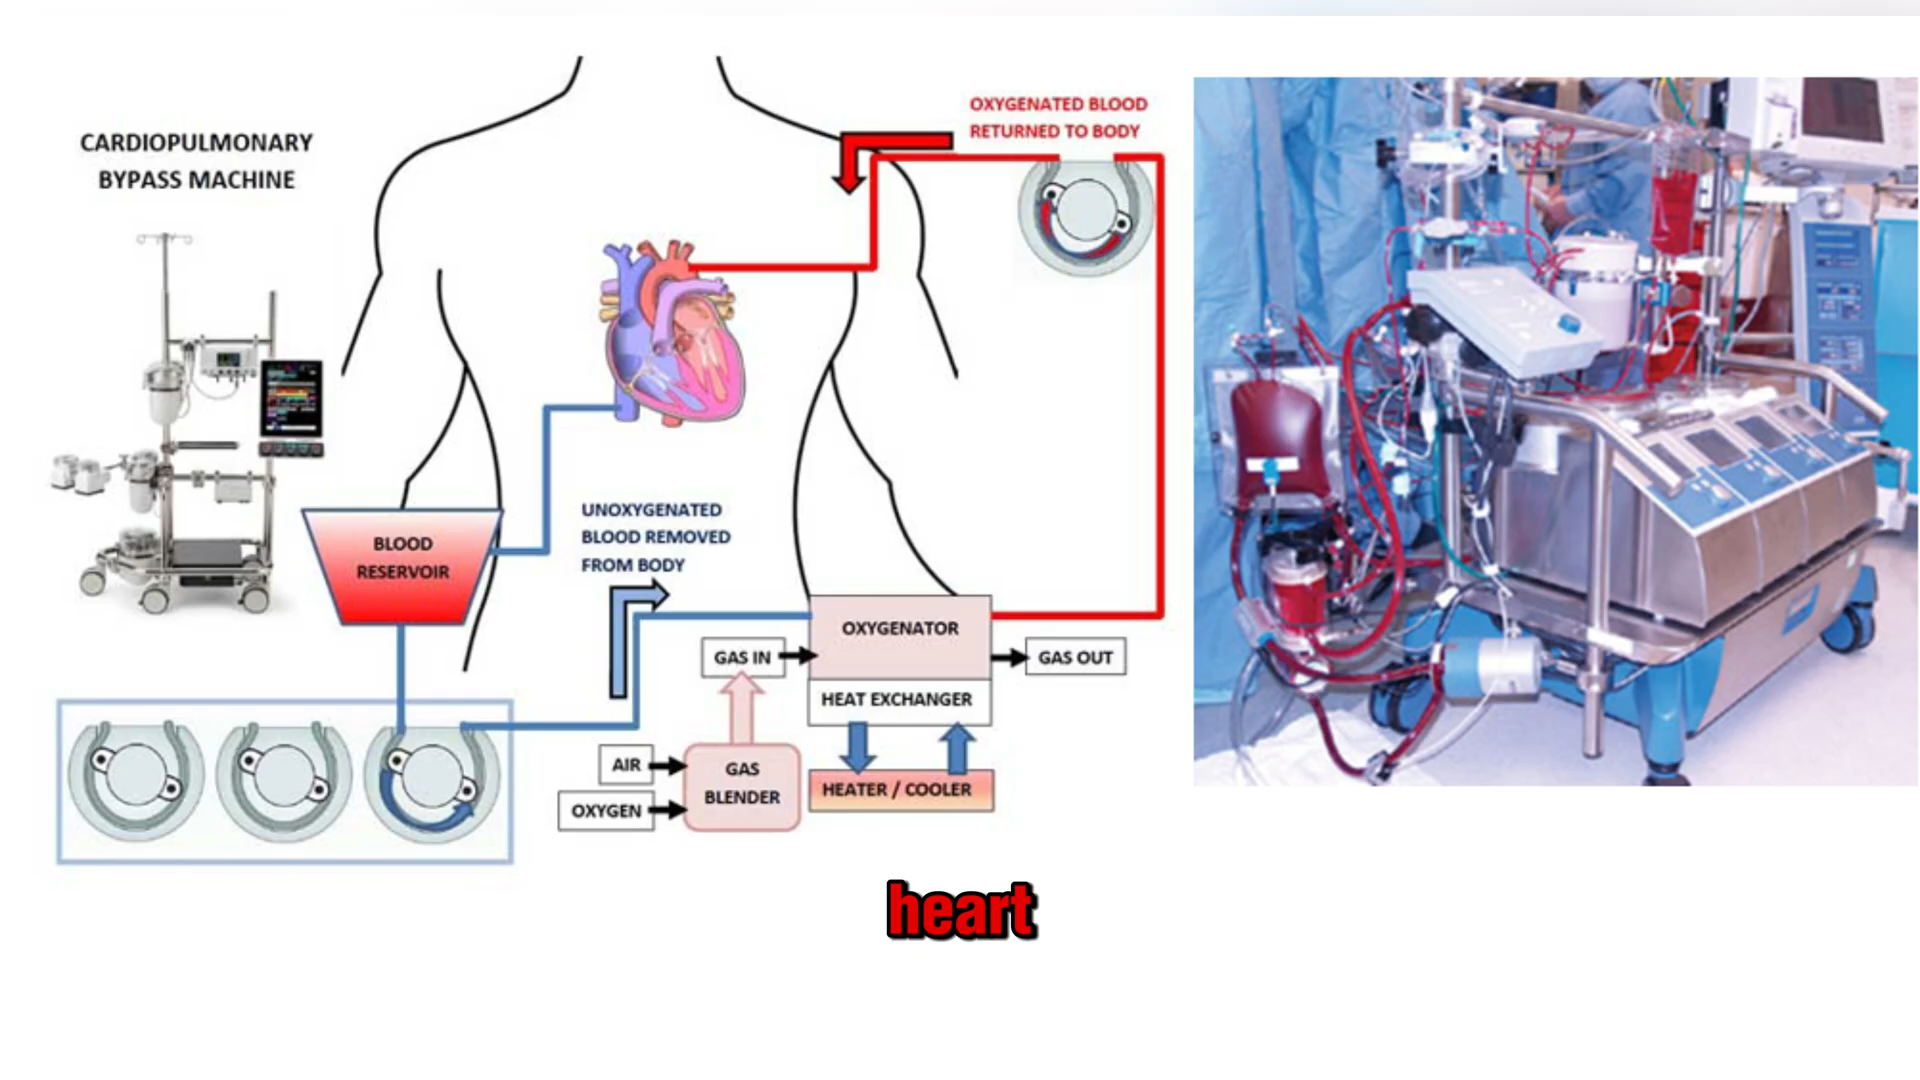 CARDIOPULMONARY
BYPASS MACHINE
OXYGENATED BLOOD
RETURNED TO BODY
BLOOD
RESERVOIR
UNOXYGENATED
BLOOD REMOVED
FROM BODY
OXYGENATOR
GAS IN
GAS OUT
HEAT EXCHANGER
AIR
OXYGEN
GAS
BLENDER
HEATER / COOLER
heart